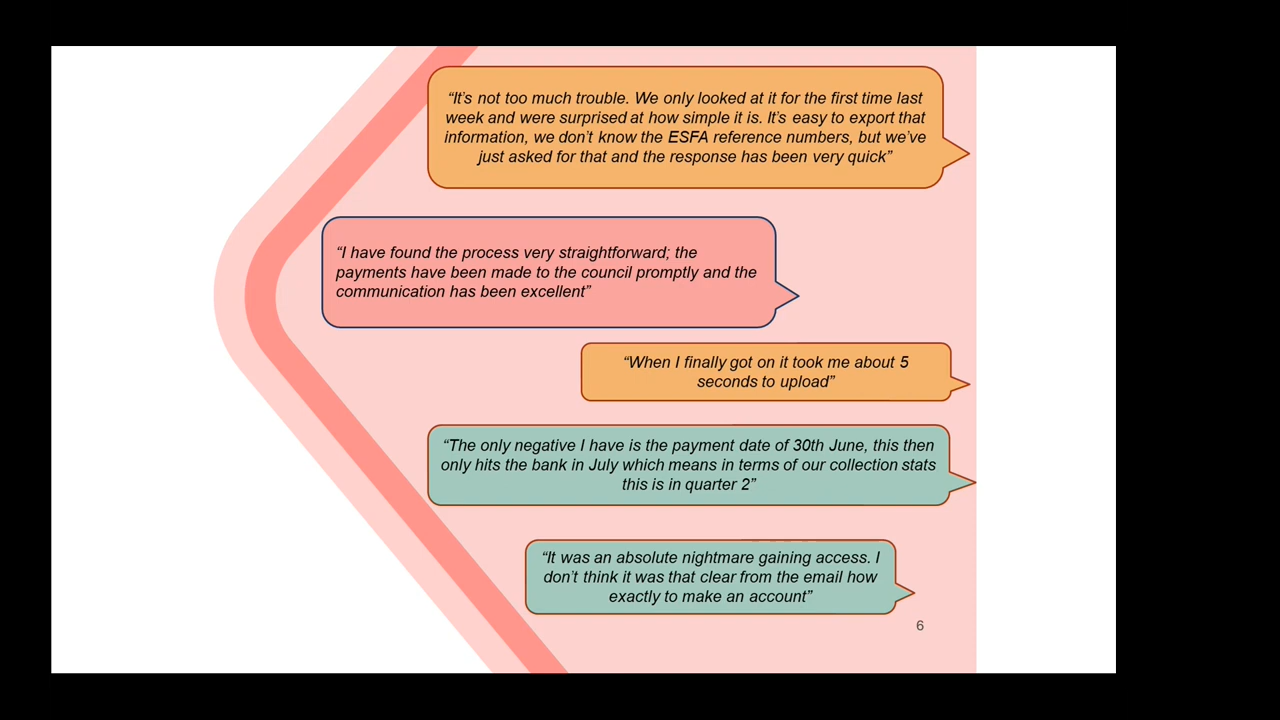 “It’s not too much trouble. We only looked at it for the first time last
week and were surprised at how simple it is. It’s easy to export that
information, we don’t know the ESFA reference numbers, but we’ve
just asked for that and the response has been very quick”
“I have found the process very straightforward; the
payments have been made to the council promptly and the
communication has been excellent”
“When I finally got on it took me about 5
seconds to upload”
“The only negative I have is the payment date of 30th June, this then
only hits the bank in July which means in terms of our collection stats
this is in quarter 2”
“It was an absolute nightmare gaining access. I
don’t think it was that clear from the email how
exactly to make an account”
6